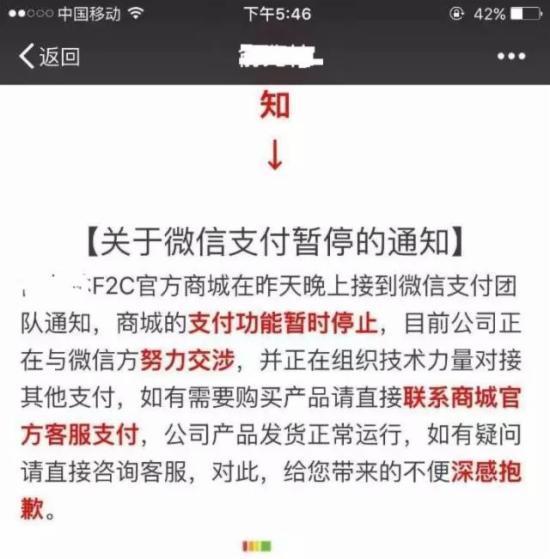 中国移动 下午5:46 42%
返回
知
↓
【关于微信支付暂停的通知】
F2C官方商城在昨天晚上接到微信支付团
队通知，商城的支付功能暂时停止，目前公司正
在与微信方努力交涉，并正在组织技术力量对接
其他支付，如有需要购买产品请直接联系商城官
方客服支付，公司产品发货正常运行，如有疑问
请直接咨询客服，对此，给您带来的不便深感抱
歉。